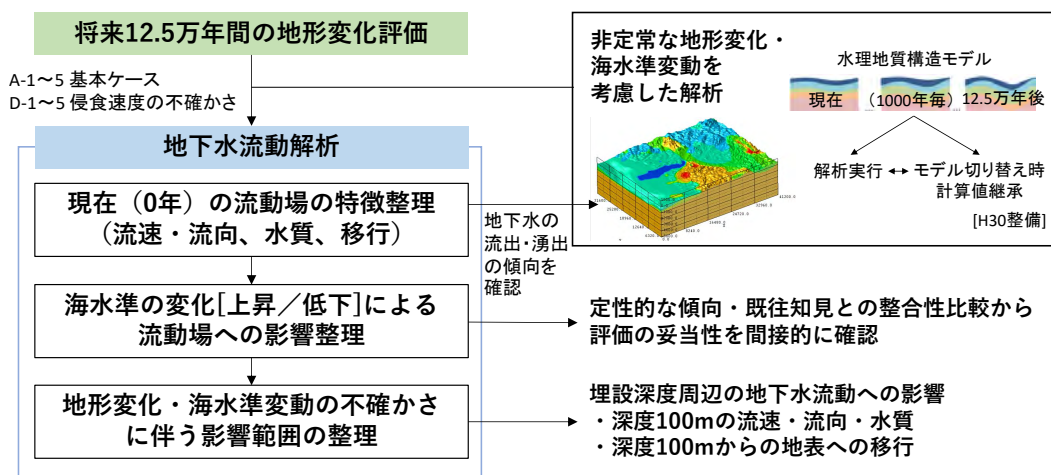 将来12.5万年間の地形変化評価
A-1～5 基本ケース
D-1～5 侵食速度の不確かさ
地下水流動解析
現在（0年）の流動場の特徴整理
（流速・流向、水質、移行）
地下水の
流出・湧出
の傾向を
確認
海水準の変化[上昇／低下]による
流動場への影響整理
地形変化・海水準変動の不確かさ
に伴う影響範囲の整理
非定常な地形変化・
海水準変動を
考慮した解析
水理地質構造モデル
現在
（1000年毎）
12.5万年後
解析実行
モデル切り替え時
計算値継承
[H30整備]
定性的な傾向・既往知見との整合性比較から
評価の妥当性を間接的に確認
埋設深度周辺の地下水流動への影響
・深度100mの流速・流向・水質
・深度100mからの地表への移行